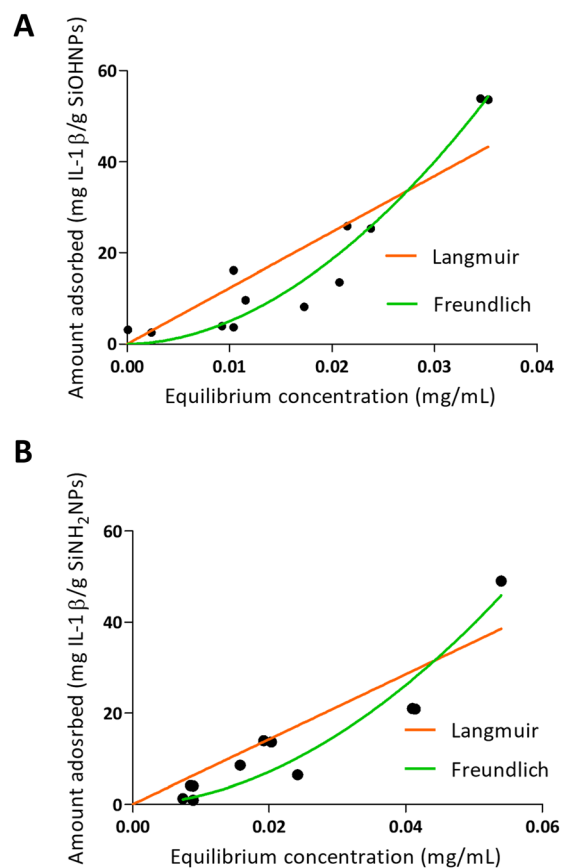 A
Amount adsorbed (mg IL-1β/g SiOHNPs)
60
40
20
0
0.00 0.01 0.02 0.03 0.04
Equilibrium concentration (mg/mL)
Langmuir
Freundlich
B
Amount adosrbed (mg IL-1β/g SiNH₂NPs)
60
40
20
0
0.00 0.02 0.04 0.06
Equilibrium concentration (mg/mL)
Langmuir
Freundlich